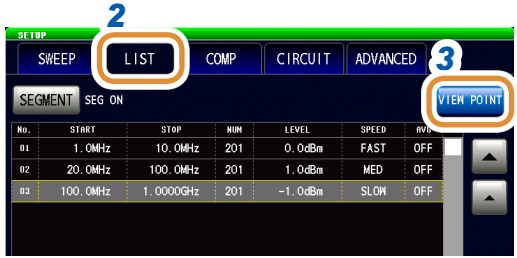 2
SETUP
SWEEP LIST COMP CIRCUIT ADVANCED 3
SEGMENT SEG ON VIEW POINT
No. START STOP NUM LEVEL SPEED AVG
01 1.0MHz 10.0MHz 201 0.0dBm FAST OFF
02 20.0MHz 100.0MHz 201 1.0dBm MED OFF
03 100.0MHz 1.0000GHz 201 -1.0dBm SLOW OFF